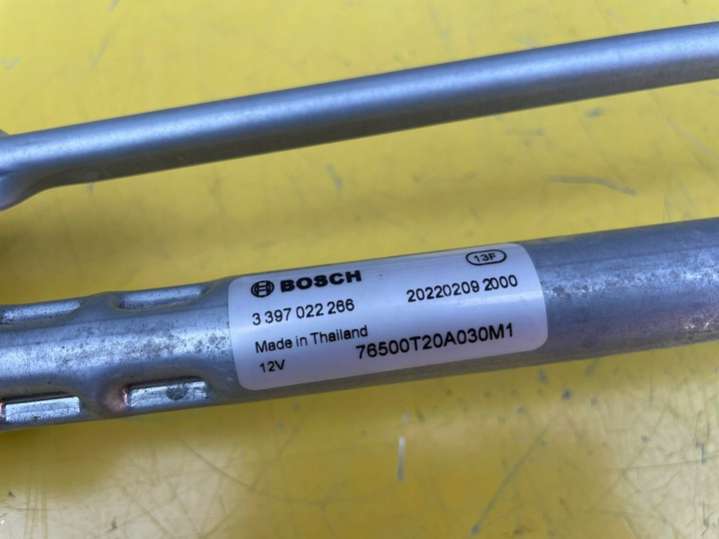 BOSCH
13F
3 397 022 266
20220209 2000
Made in Thailand
12V
76500T20A030M1